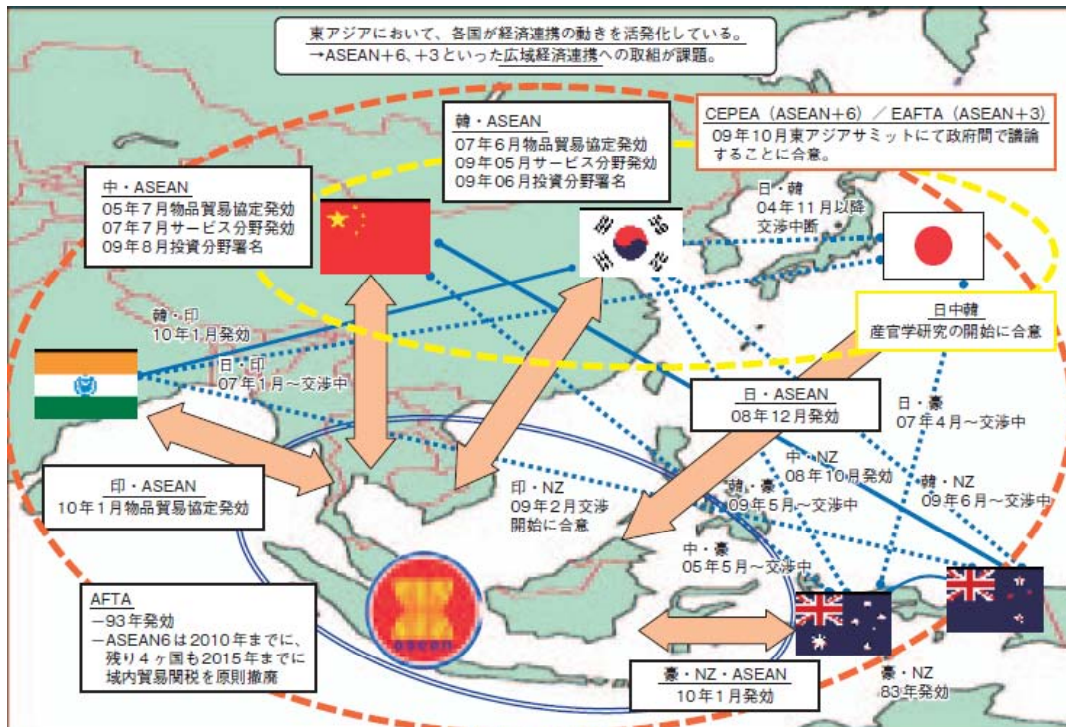 東アジアにおいて、各国が経済連携の動きを活発化している。
→ASEAN+6、+3といった広域経済連携への取組が課題。
CEPEA（ASEAN+6）／EAFTA（ASEAN+3）
09年10月東アジアサミットにて政府間で議論
することに合意。
韓・ASEAN
07年6月物品貿易協定発効
09年05月サービス分野発効
09年06月投資分野署名
中・ASEAN
05年7月物品貿易協定発効
07年7月サービス分野発効
09年8月投資分野署名
日・韓
04年11月以降
交渉中断
日中韓
産官学研究の開始に合意
韓・印
10年1月発効
日・印
07年1月～交渉中
日・ASEAN
08年12月発効
日・豪
07年4月～交渉中
中・NZ
08年10月発効
韓・NZ
09年6月～交渉中
韓・豪
09年5月～交渉中
印・ASEAN
10年1月物品貿易協定発効
印・NZ
09年2月交渉
開始に合意
中・豪
05年5月～交渉中
AFTA
−93年発効
−ASEAN6は2010年までに、
残り4ヶ国も2015年までに
域内貿易関税を原則撤廃
asean
豪・NZ・ASEAN
10年1月発効
豪・NZ
83年発効